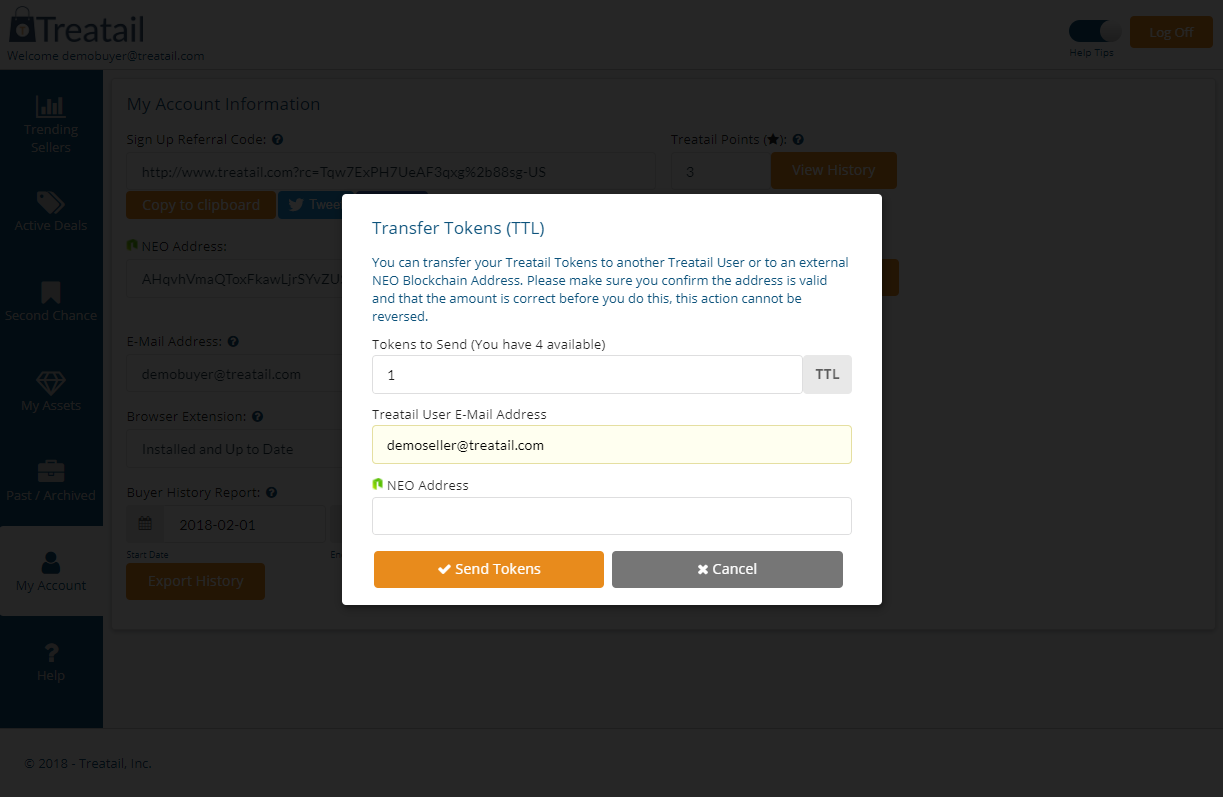 Treatail
Welcome demobuyer@treatail.com
Help Tips
Log Off
Trending
Sellers
Active Deals
Second Chance
My Assets
Past / Archived
My Account
Help
My Account Information
Sign Up Referral Code:
Treatail Points (★):
http://www.treatail.com?rc=Tqw7ExPH7UeAF3qxg%2b88sg-US
3
View History
Copy to clipboard
NEO Address:
E-Mail Address:
demobuyer@treatail.com
Browser Extension:
Installed and Up to Date
Buyer History Report:
2018-02-01
Start Date
Export History
Transfer Tokens (TTL)
You can transfer your Treatail Tokens to another Treatail User or to an external
NEO Blockchain Address. Please make sure you confirm the address is valid
and that the amount is correct before you do this, this action cannot be
reversed.
Tokens to Send (You have 4 available)
1
TTL
Treatail User E-Mail Address
demoseller@treatail.com
NEO Address
Send Tokens
Cancel
© 2018 - Treatail, Inc.